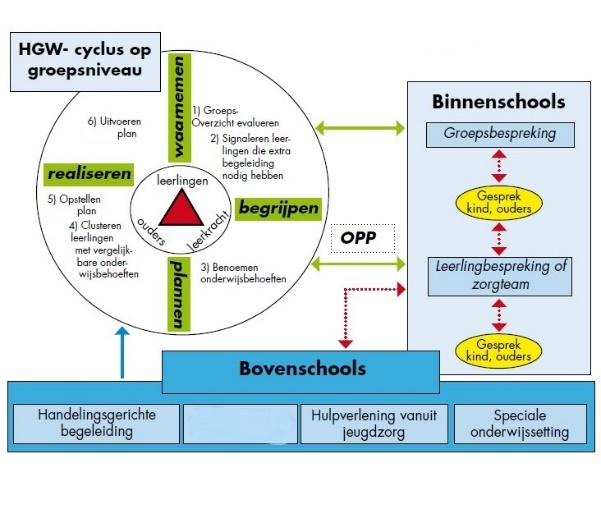 HGW- cyclus op
groepsniveau
waarnemen
1) Groeps-
Overzicht evalueren
2) Signaleren leer-
lingen die extra
begeleiding
nodig hebben
begrijpen
3) Benoemen
onderwijsbehoeften
plannen
4) Clusteren
leerlingen
met vergelijk-
bare onder-
wijsbehoeften
5) Opstellen
plan
realiseren
6) Uitvoeren
plan
leerlingen
ouders
leerkracht
OPP
Binnenschools
Groepsbespreking
Gesprek
kind, ouders
Leerlingbespreking of
zorgteam
Gesprek
kind, ouders
Bovenschools
Handelingsgerichte
begeleiding
Hulpverlening vanuit
jeugdzorg
Speciale
onderwijssetting